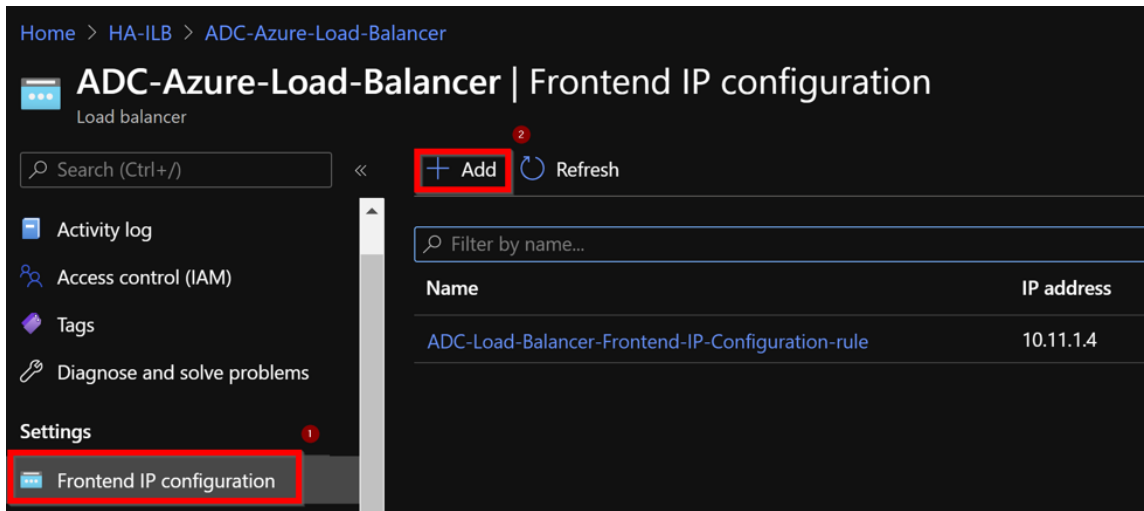 Home > HA-ILB > ADC-Azure-Load-Balancer
ADC-Azure-Load-Balancer | Frontend IP configuration
Load balancer
Search (Ctrl+/)
«
Activity log
Access control (IAM)
Tags
Diagnose and solve problems
Settings
1
Frontend IP configuration
2
+ Add
Refresh
Filter by name...
Name IP address
ADC-Load-Balancer-Frontend-IP-Configuration-rule 10.11.1.4